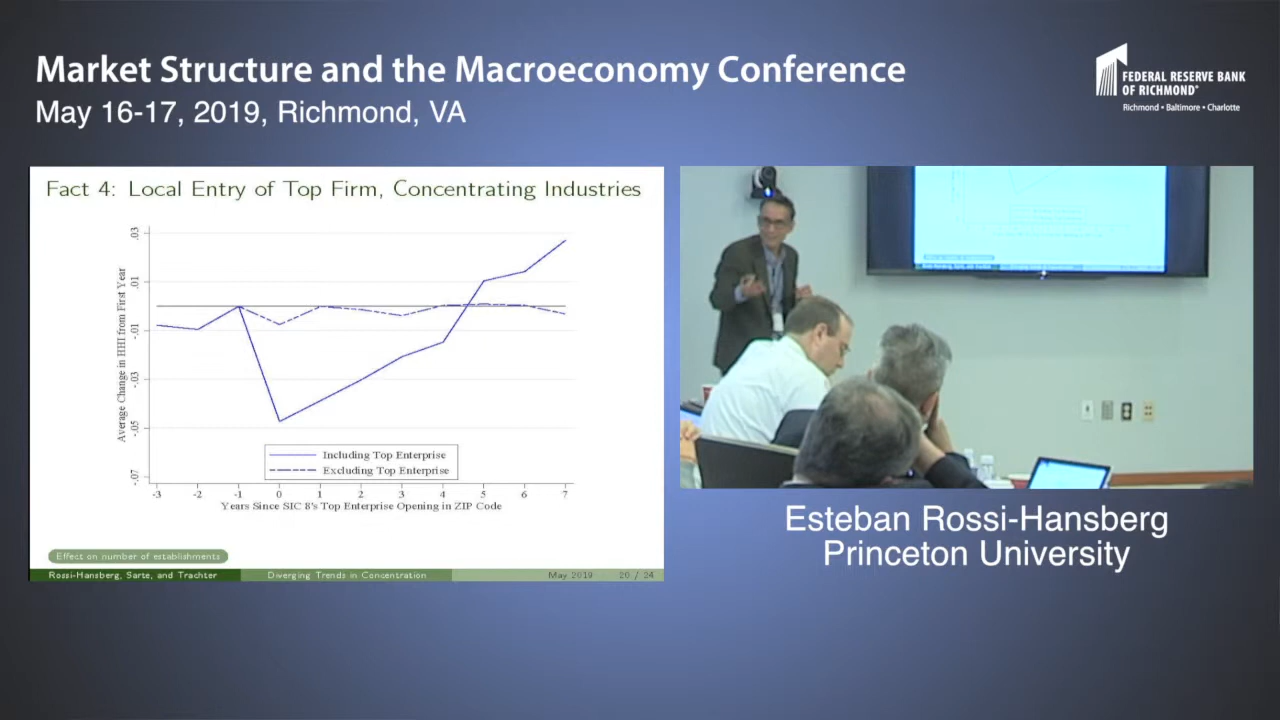 Market Structure and the Macroeconomy Conference
May 16-17, 2019, Richmond, VA
FEDERAL RESERVE BANK
OF RICHMOND®
Richmond • Baltimore • Charlotte
Fact 4: Local Entry of Top Firm, Concentrating Industries
Average Change in HHI from First Year
.03
.01
-.01
-.03
-.05
-.07
Including Top Enterprise
Excluding Top Enterprise
-3 -2 -1 0 1 2 3 4 5 6 7
Years Since SIC 8's Top Enterprise Opening in ZIP Code
Effect on number of establishments
Rossi-Hansberg, Sarte, and Trachter Diverging Trends in Concentration May 2019 20 / 24
Esteban Rossi-Hansberg
Princeton University